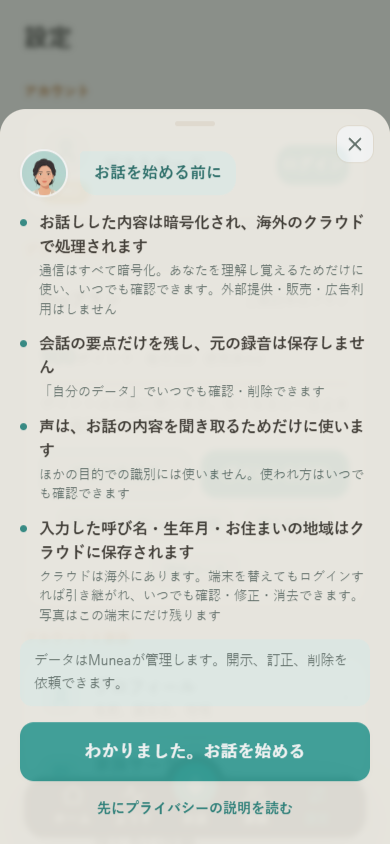 設定
アカウント
お話を始める前に
お話しした内容は暗号化され、海外のクラウド
で処理されます
通信はすべて暗号化。あなたを理解し覚えるためだけに
使い、いつでも確認できます。外部提供・販売・広告利
用はしません
会話の要点だけを残し、元の録音は保存しませ
ん
「自分のデータ」でいつでも確認・削除できます
声は、お話の内容を聞き取るためだけに使いま
す
ほかの目的での識別には使いません。使われ方はいつで
も確認できます
入力した呼び名・生年月・お住まいの地域はク
ラウドに保存されます
クラウドは海外にあります。端末を替えてもログインす
れば引き継がれ、いつでも確認・修正・消去できます。
写真はこの端末にだけ残ります
データはMuneaが管理します。開示、訂正、削除を
依頼できます。
わかりました。お話を始める
先にプライバシーの説明を読む